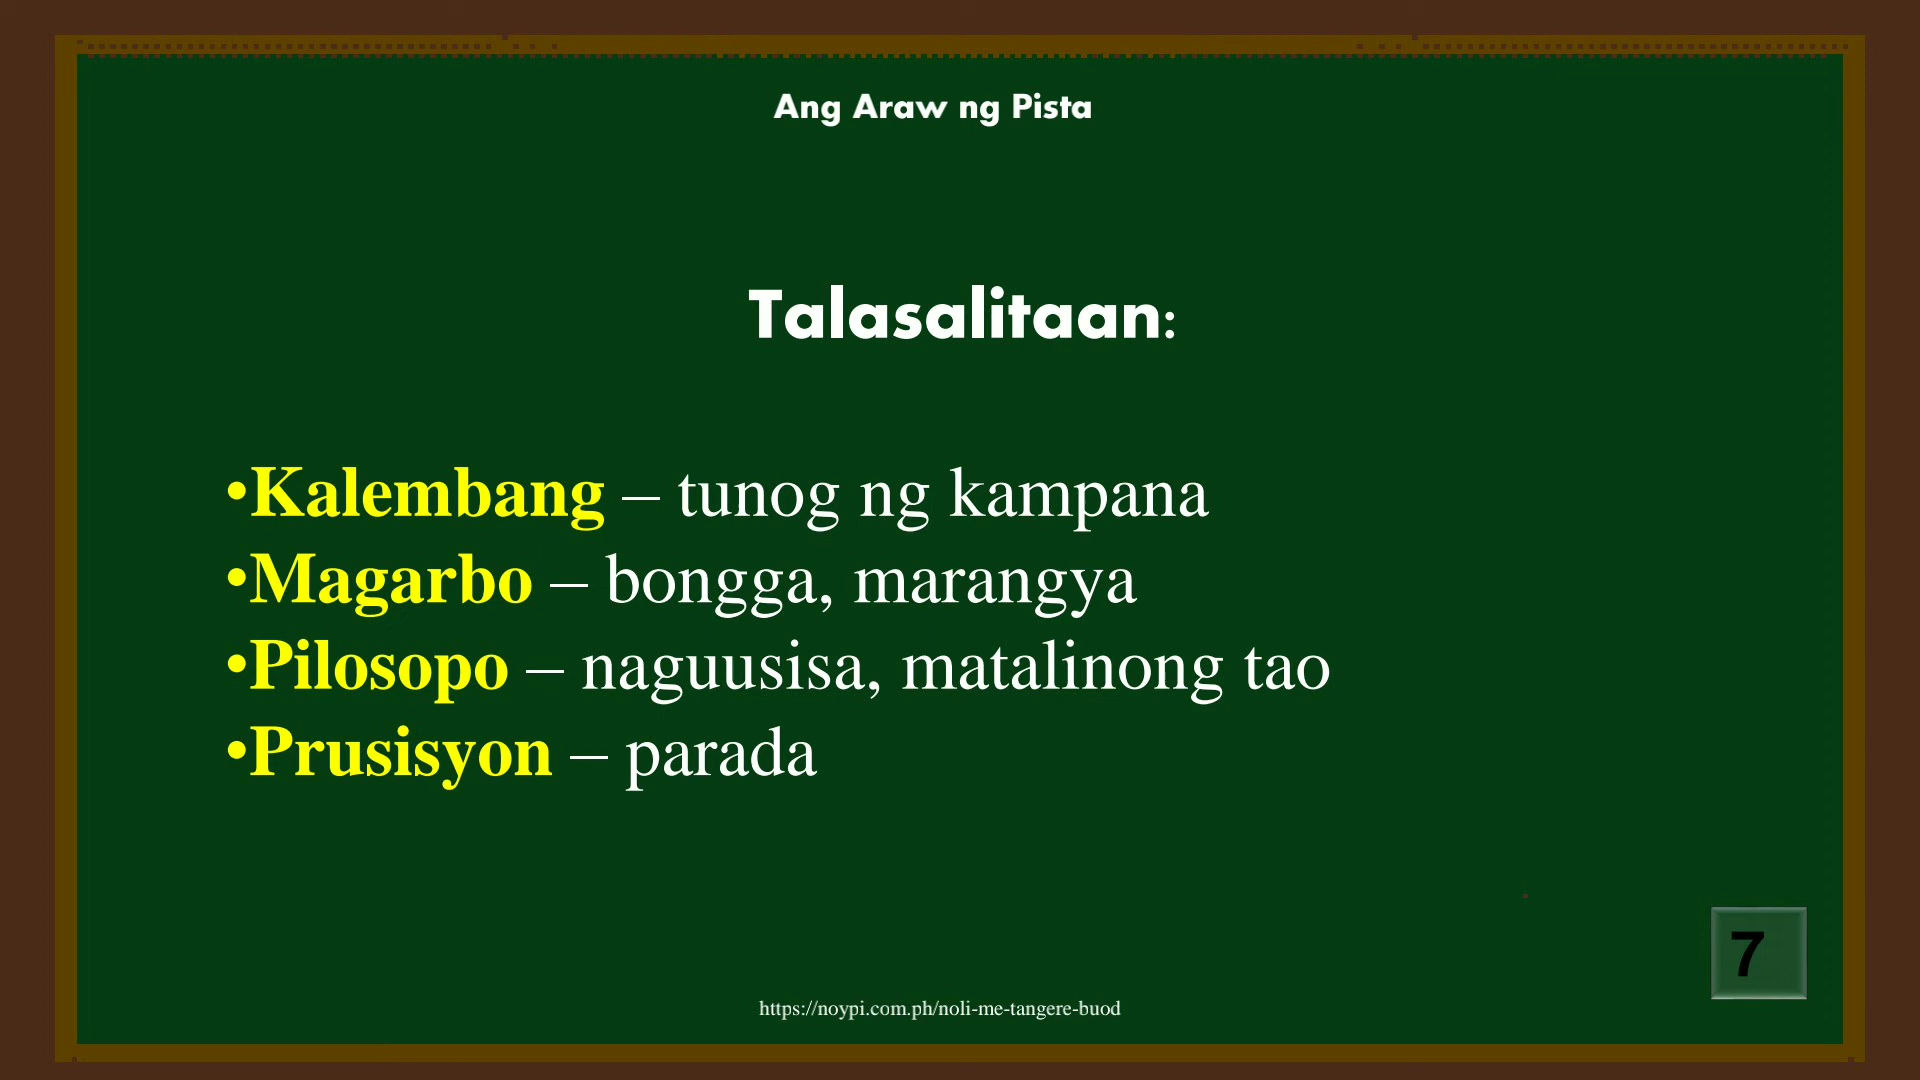 Ang Araw ng Pista
Talasalitaan:
•Kalembang – tunog ng kampana
•Magarbo – bongga, marangya
•Pilosopo – naguusisa, matalinong tao
•Prusisyon – parada
7
https://noypi.com.ph/noli-me-tangere-buod